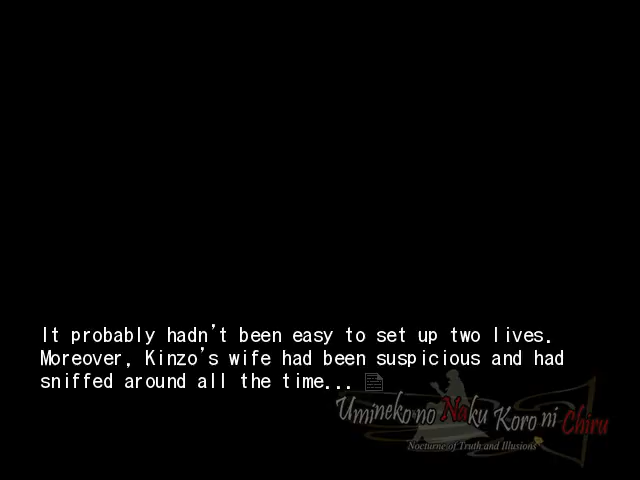 It probably hadn't been easy to set up two lives.
Moreover, Kinzo's wife had been suspicious and had
sniffed around all the time...
Umineko no Naku Koro ni Chiru
Nocturne of Truth and Illusions